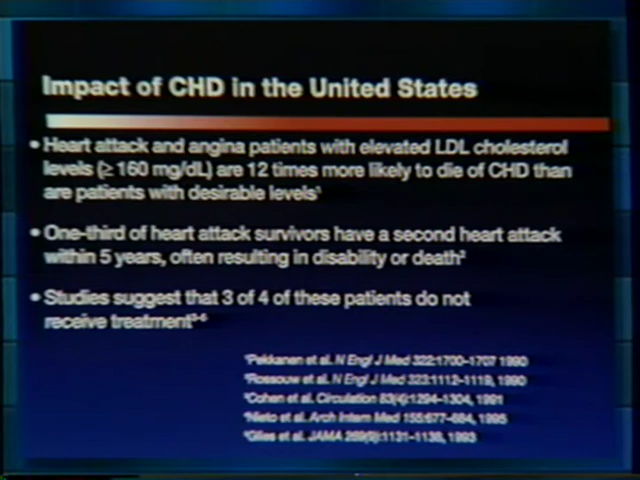 Impact of CHD in the United States
• Heart attack and angina patients with elevated LDL cholesterol
levels (≥ 160 mg/dL) are 12 times more likely to die of CHD than
are patients with desirable levels¹
• One-third of heart attack survivors have a second heart attack
within 5 years, often resulting in disability or death²
• Studies suggest that 3 of 4 of these patients do not
receive treatment³⁻⁵
¹Pekkanen et al. N Engl J Med 322:1700-1707 1990
²Rossouw et al. N Engl J Med 323:1112-1119, 1990
³Cohen et al. Circulation 83(4):1294-1304, 1991
⁴Nieto et al. Arch Intern Med 155:677-684, 1995
⁵Giles et al. JAMA 269(9):1131-1138, 1993